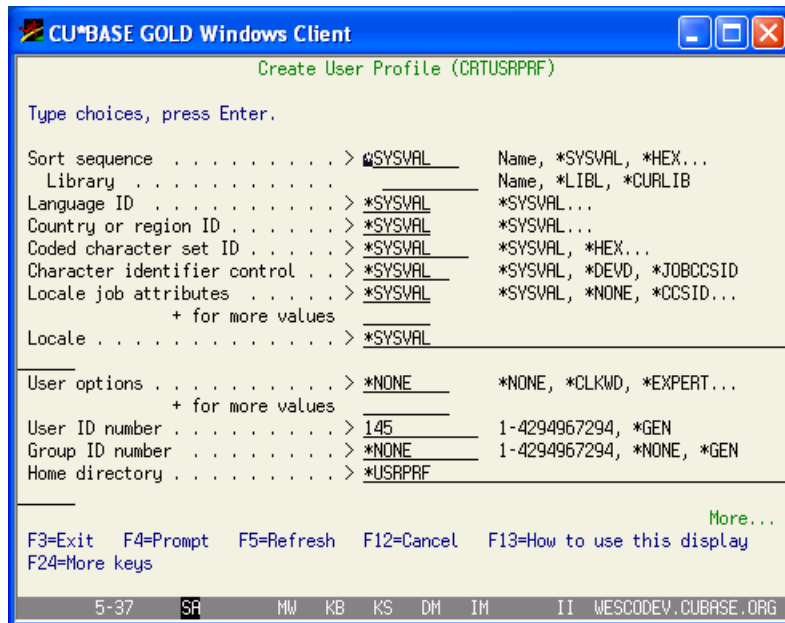 CU*BASE GOLD Windows Client
Create User Profile (CRTUSRPRF)
Type choices, press Enter.
Sort sequence . . . . . . . . . > *SYSVAL Name, *SYSVAL, *HEX...
Library . . . . . . . . . . . Name, *LIBL, *CURLIB
Language ID . . . . . . . . . . > *SYSVAL *SYSVAL...
Country or region ID . . . . . . > *SYSVAL *SYSVAL...
Coded character set ID . . . . . > *SYSVAL *SYSVAL, *HEX...
Character identifier control . . > *SYSVAL *SYSVAL, *DEVD, *JOBCCSID
Locale job attributes . . . . . > *SYSVAL *SYSVAL, *NONE, *CCSID...
+ for more values
Locale . . . . . . . . . . . . . > *SYSVAL
User options . . . . . . . . . . > *NONE *NONE, *CLKWD, *EXPERT...
+ for more values
User ID number . . . . . . . . . > 145 1-4294967294, *GEN
Group ID number . . . . . . . . > *NONE 1-4294967294, *NONE, *GEN
Home directory . . . . . . . . . > *USRPRF
More...
F3=Exit F4=Prompt F5=Refresh F12=Cancel F13=How to use this display
F24=More keys
5-37 SA MW KB KS DM IM II WESCODEV.CUBASE.ORG